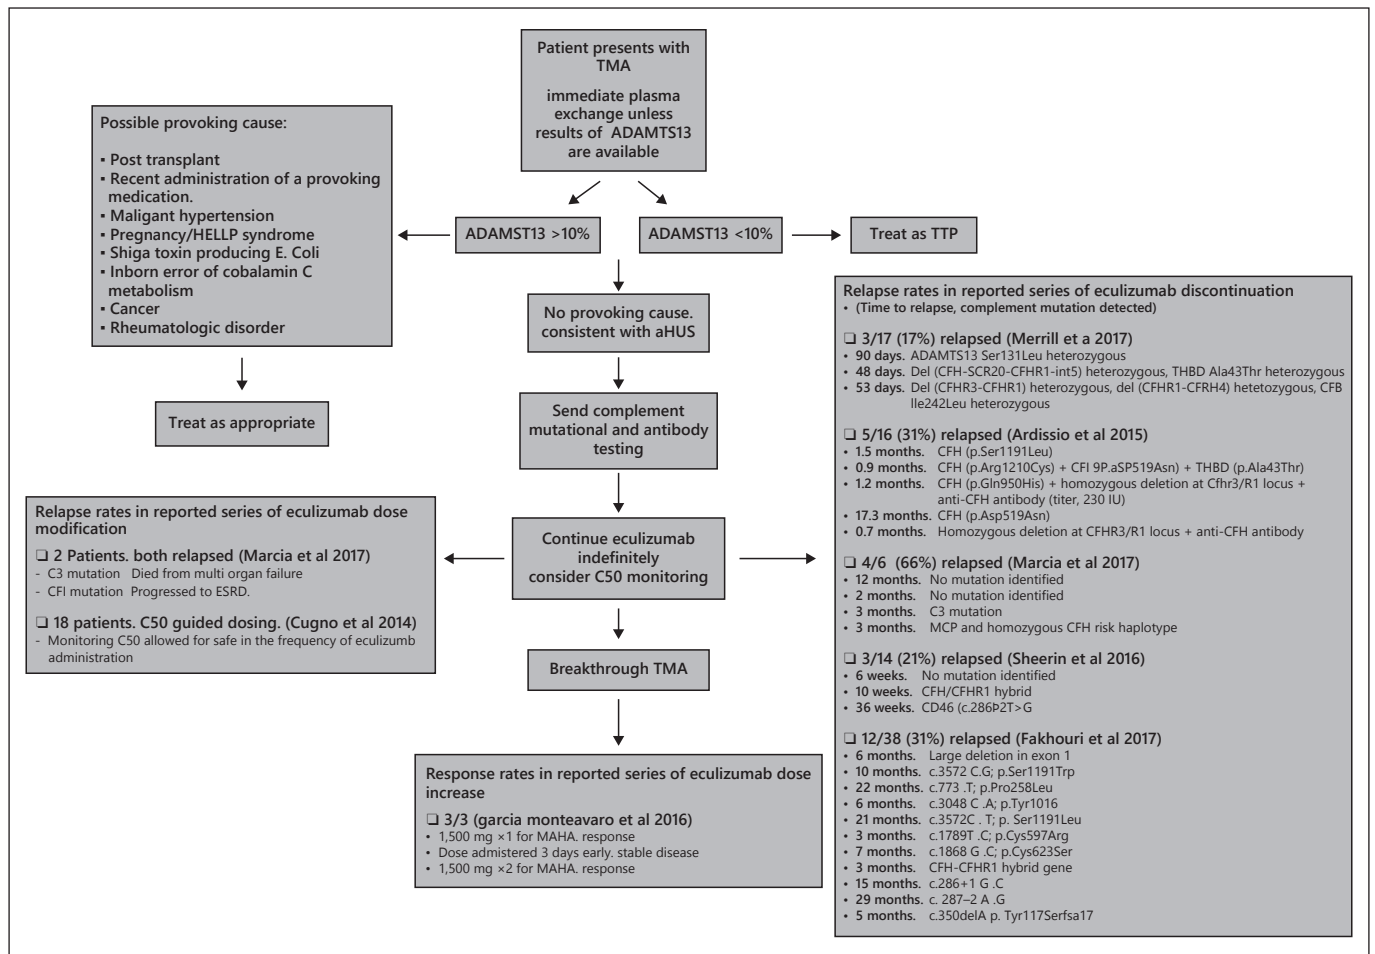 Patient presents with
TMA
immediate plasma
exchange unless
results of ADAMTS13
are available
Possible provoking cause:
▪ Post transplant
▪ Recent administration of a provoking
medication.
▪ Maligant hypertension
▪ Pregnancy/HELLP syndrome
▪ Shiga toxin producing E. Coli
▪ Inborn error of cobalamin C
metabolism
▪ Cancer
▪ Rheumatologic disorder
ADAMST13 >10%
ADAMST13 <10%
Treat as TTP
Treat as appropriate
No provoking cause.
consistent with aHUS
Send complement
mutational and antibody
testing
Continue eculizumab
indefinitely
consider C50 monitoring
Relapse rates in reported series of eculizumab dose
modification
❑ 2 Patients. both relapsed (Marcia et al 2017)
- C3 mutation Died from multi organ failure
- CFI mutation Progressed to ESRD.
❑ 18 patients. C50 guided dosing. (Cugno et al 2014)
- Monitoring C50 allowed for safe in the frequency of eculizumb
administration
Breakthrough TMA
Response rates in reported series of eculizumab dose
increase
❑ 3/3 (garcia monteavaro et al 2016)
• 1,500 mg ×1 for MAHA. response
• Dose admistered 3 days early. stable disease
• 1,500 mg ×2 for MAHA. response
Relapse rates in reported series of eculizumab discontinuation
• (Time to relapse, complement mutation detected)
❑ 3/17 (17%) relapsed (Merrill et a 2017)
• 90 days. ADAMTS13 Ser131Leu heterozygous
• 48 days. Del (CFH-SCR20-CFHR1-int5) heterozygous, THBD Ala43Thr heterozygous
• 53 days. Del (CFHR3-CFHR1) heterozygous, del (CFHR1-CFRH4) hetetozygous, CFB
lle242Leu heterozygous
❑ 5/16 (31%) relapsed (Ardissio et al 2015)
• 1.5 months. CFH (p.Ser1191Leu)
• 0.9 months. CFH (p.Arg1210Cys) + CFI 9P.aSP519Asn) + THBD (p.Ala43Thr)
• 1.2 months. CFH (p.Gln950His) + homozygous deletion at Cfhr3/R1 locus +
anti-CFH antibody (titer, 230 IU)
• 17.3 months. CFH (p.Asp519Asn)
• 0.7 months. Homozygous deletion at CFHR3/R1 locus + anti-CFH antibody
❑ 4/6 (66%) relapsed (Marcia et al 2017)
• 12 months. No mutation identified
• 2 months. No mutation identified
• 3 months. C3 mutation
• 3 months. MCP and homozygous CFH risk haplotype
❑ 3/14 (21%) relapsed (Sheerin et al 2016)
• 6 weeks. No mutation identified
• 10 weeks. CFH/CFHR1 hybrid
• 36 weeks. CD46 (c.286Þ2T>G
❑ 12/38 (31%) relapsed (Fakhouri et al 2017)
• 6 months. Large deletion in exon 1
• 10 months. c.3572 C.G; p.Ser1191Trp
• 22 months. c.773 .T; p.Pro258Leu
• 6 months. c.3048 C .A; p.Tyr1016
• 21 months. c.3572C . T; p. Ser1191Leu
• 3 months. c.1789T .C; p.Cys597Arg
• 7 months. c.1868 G .C; p.Cys623Ser
• 3 months. CFH-CFHR1 hybrid gene
• 15 months. c.286+1 G .C
• 29 months. c. 287–2 A .G
• 5 months. c.350delA p. Tyr117Serfsa17